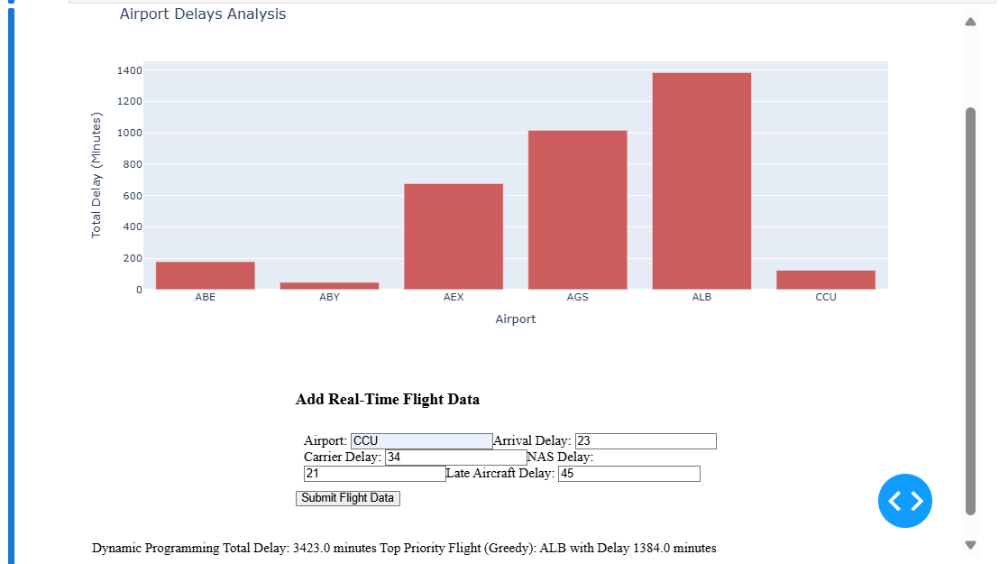 Airport Delays Analysis
1400
1200
1000
800
600
400
200
0
Total Delay (MInutes)
ABE ABY AEX AGS ALB CCU
Airport
Add Real-Time Flight Data
Airport: CCU Arrival Delay: 23
Carrier Delay: 34 NAS Delay:
21 Late Aircraft Delay: 45
Submit Flight Data
Dynamic Programming Total Delay: 3423.0 minutes Top Priority Flight (Greedy): ALB with Delay 1384.0 minutes